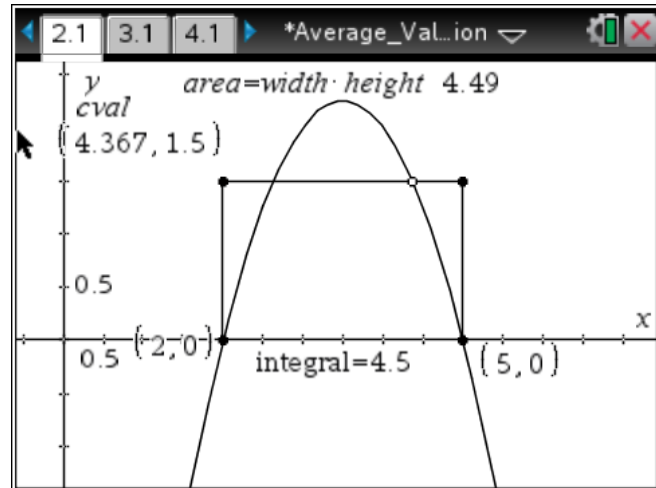 2.1 3.1 4.1 *Average_Val...ion
y area=width· height 4.49
cval
(4.367, 1.5)
0.5
x
0.5 (2,0) integral=4.5 (5,0)